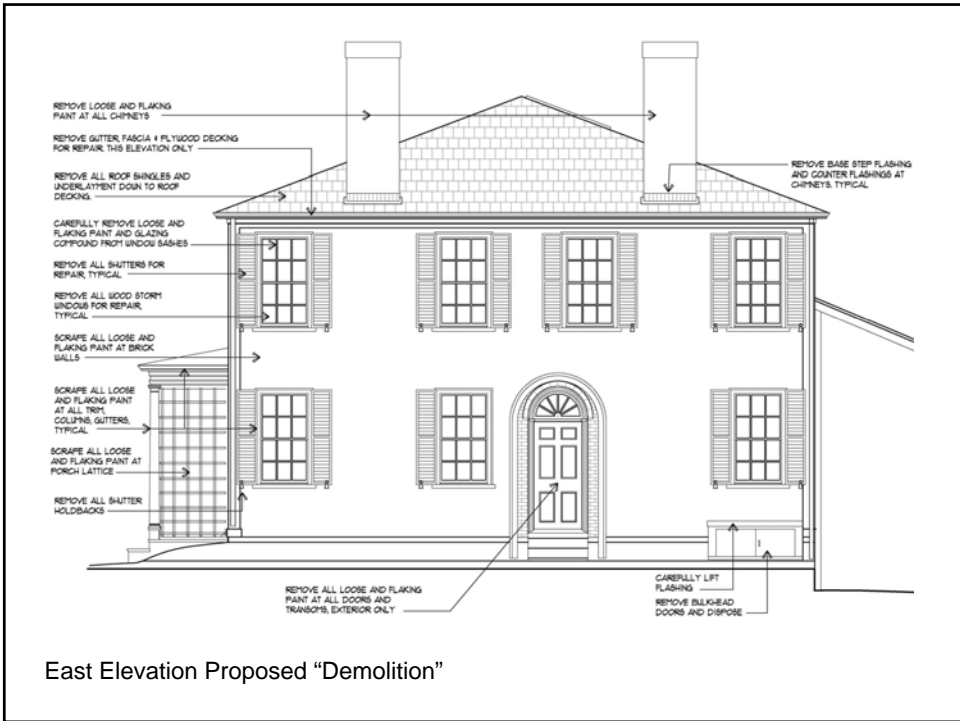 REMOVE LOOSE AND FLAKING
PAINT AT ALL CHIMNEYS
REMOVE GUTTER, FASCIA & PLYWOOD DECKING
FOR REPAIR THIS ELEVATION ONLY
REMOVE ALL ROOF SHINGLES AND
UNDERLAYMENT DOWN TO ROOF
DECKING.
CAREFULLY REMOVE LOOSE AND
FLAKING PAINT AND GLAZING
COMPOUND FROM WINDOW SASHES
REMOVE ALL SHUTTERS FOR
REPAIR, TYPICAL
REMOVE ALL WOOD STORM
WINDOWS FOR REPAIR,
TYPICAL
SCRAPE ALL LOOSE AND
FLAKING PAINT AT BRICK
WALLS
SCRAPE ALL LOOSE
AND FLAKING PAINT
AT ALL TRIM,
COLUMNS, GUTTERS,
TYPICAL
SCRAPE ALL LOOSE
AND FLAKING PAINT AT
PORCH LATTICE
REMOVE ALL SHUTTER
HOLDBACKS
REMOVE BASE STEP FLASHING
AND COUNTER FLASHINGS AT
CHIMNEYS. TYPICAL
REMOVE ALL LOOSE AND FLAKING
PAINT AT ALL DOORS AND
TRANSOMS, EXTERIOR ONLY
CAREFULLY LIFT
FLASHING
REMOVE BULKHEAD
DOORS AND DISPOSE
East Elevation Proposed “Demolition”